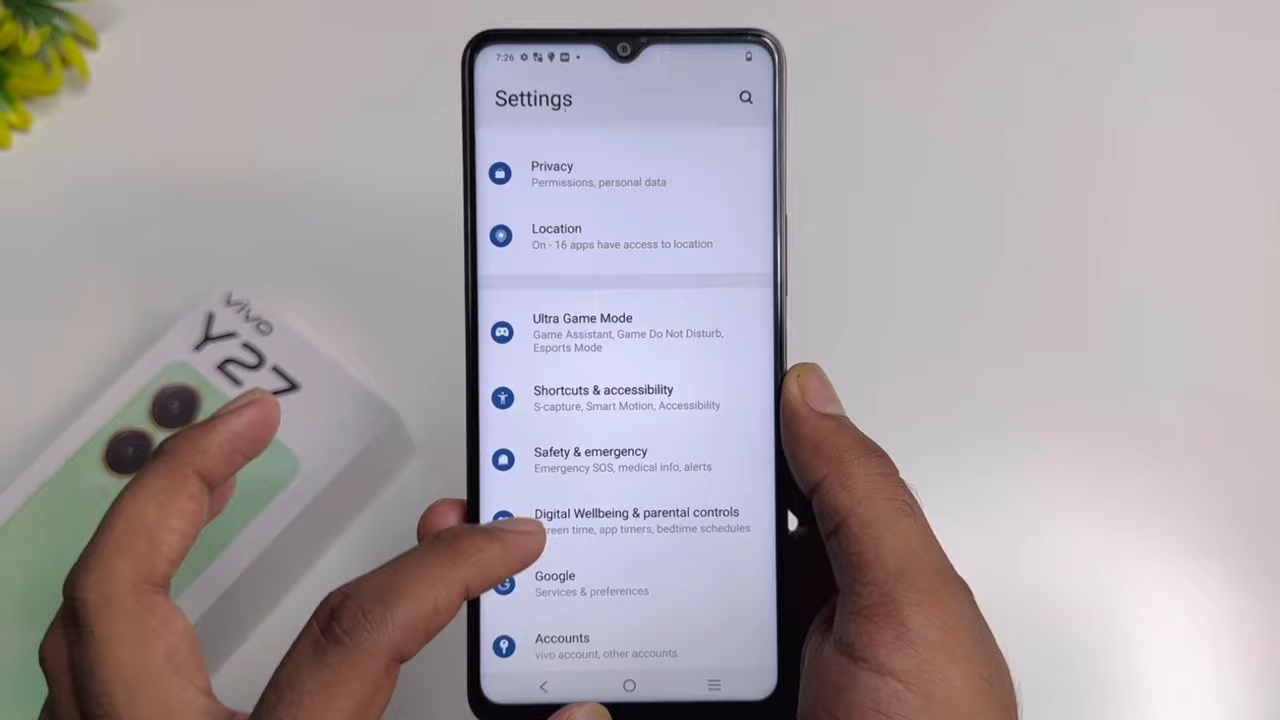 7:26
Settings
Privacy
Permissions, personal data
Location
On - 16 apps have access to location
Ultra Game Mode
Game Assistant, Game Do Not Disturb,
Esports Mode
Shortcuts & accessibility
S-capture, Smart Motion, Accessibility
Safety & emergency
Emergency SOS, medical info, alerts
Digital Wellbeing & parental controls
reen time, app timers, bedtime schedules
Google
Services & preferences
Accounts
vivo account, other accounts
vivo
Y27